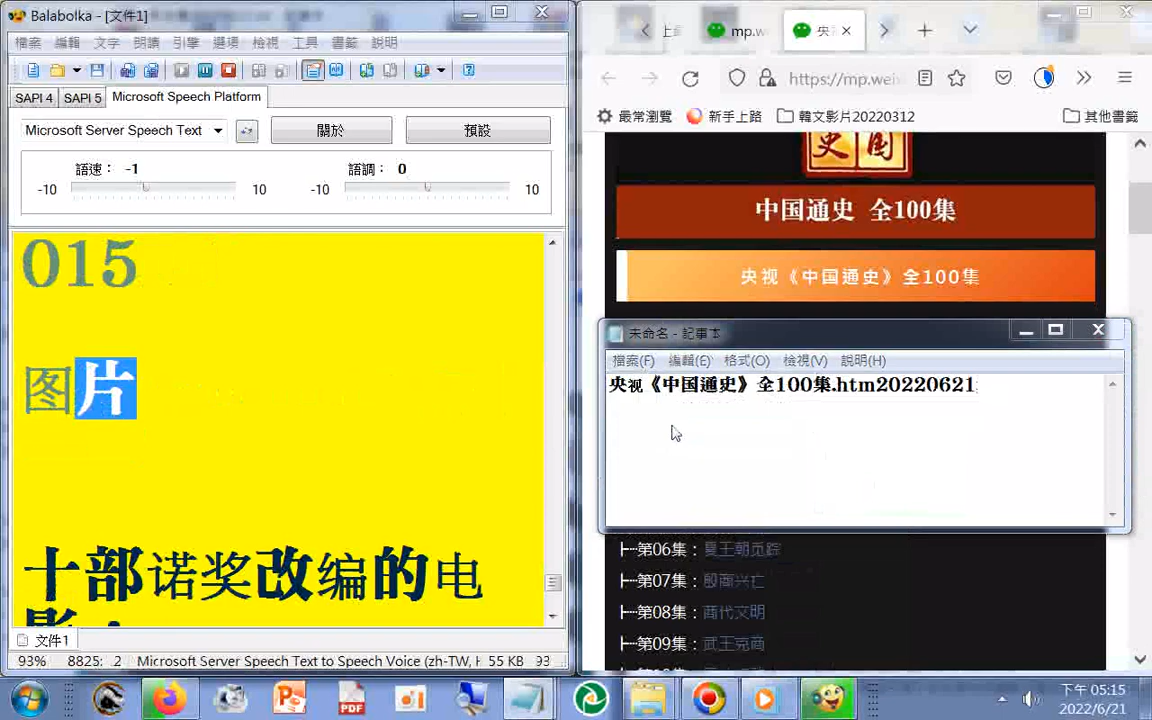 Balabolka - [文件1]
檔案 編輯 文字 朗讀 引擎 選項 檢視 工具 書籤 說明
SAPI 4 SAPI 5 Microsoft Speech Platform
Microsoft Server Speech Text 關於 預設
語速： -1 語調： 0
-10 10 -10 10
015
图片
十部诺奖改编的电
文件1
93% 8825: .2 Microsoft Server Speech Text to Speech Voice (zh-TW, H 55 KB 93
mp.w
https://mp.wei
最常瀏覽 新手上路 韓文影片20220312 其他書籤
中国通史 全100集
央视《中国通史》全100集
未命名 - 記事本
檔案(F) 編輯(E) 格式(O) 檢視(V) 說明(H)
央视《中国通史》全100集.htm20220621
┣┅第06集：夏王朝觅踪
┣┅第07集：殷商兴亡
┣┅第08集：商代文明
┣┅第09集：武王克商
下午 05:15
2022/6/21